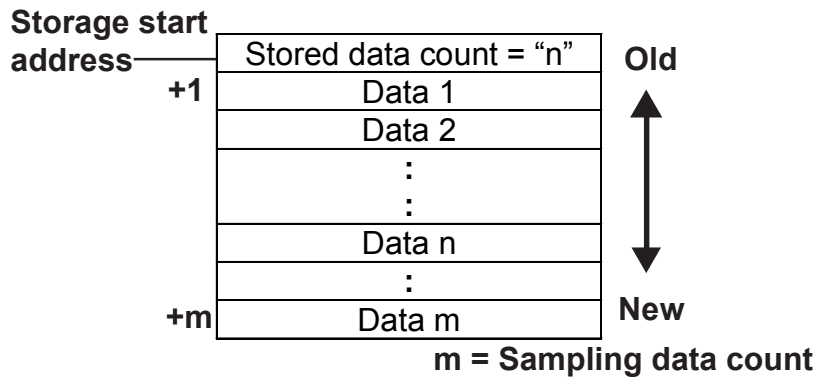 Storage start
address
Stored data count = “n”
Old
+1
Data 1
Data 2
:
:
Data n
:
+m
Data m
New
m = Sampling data count